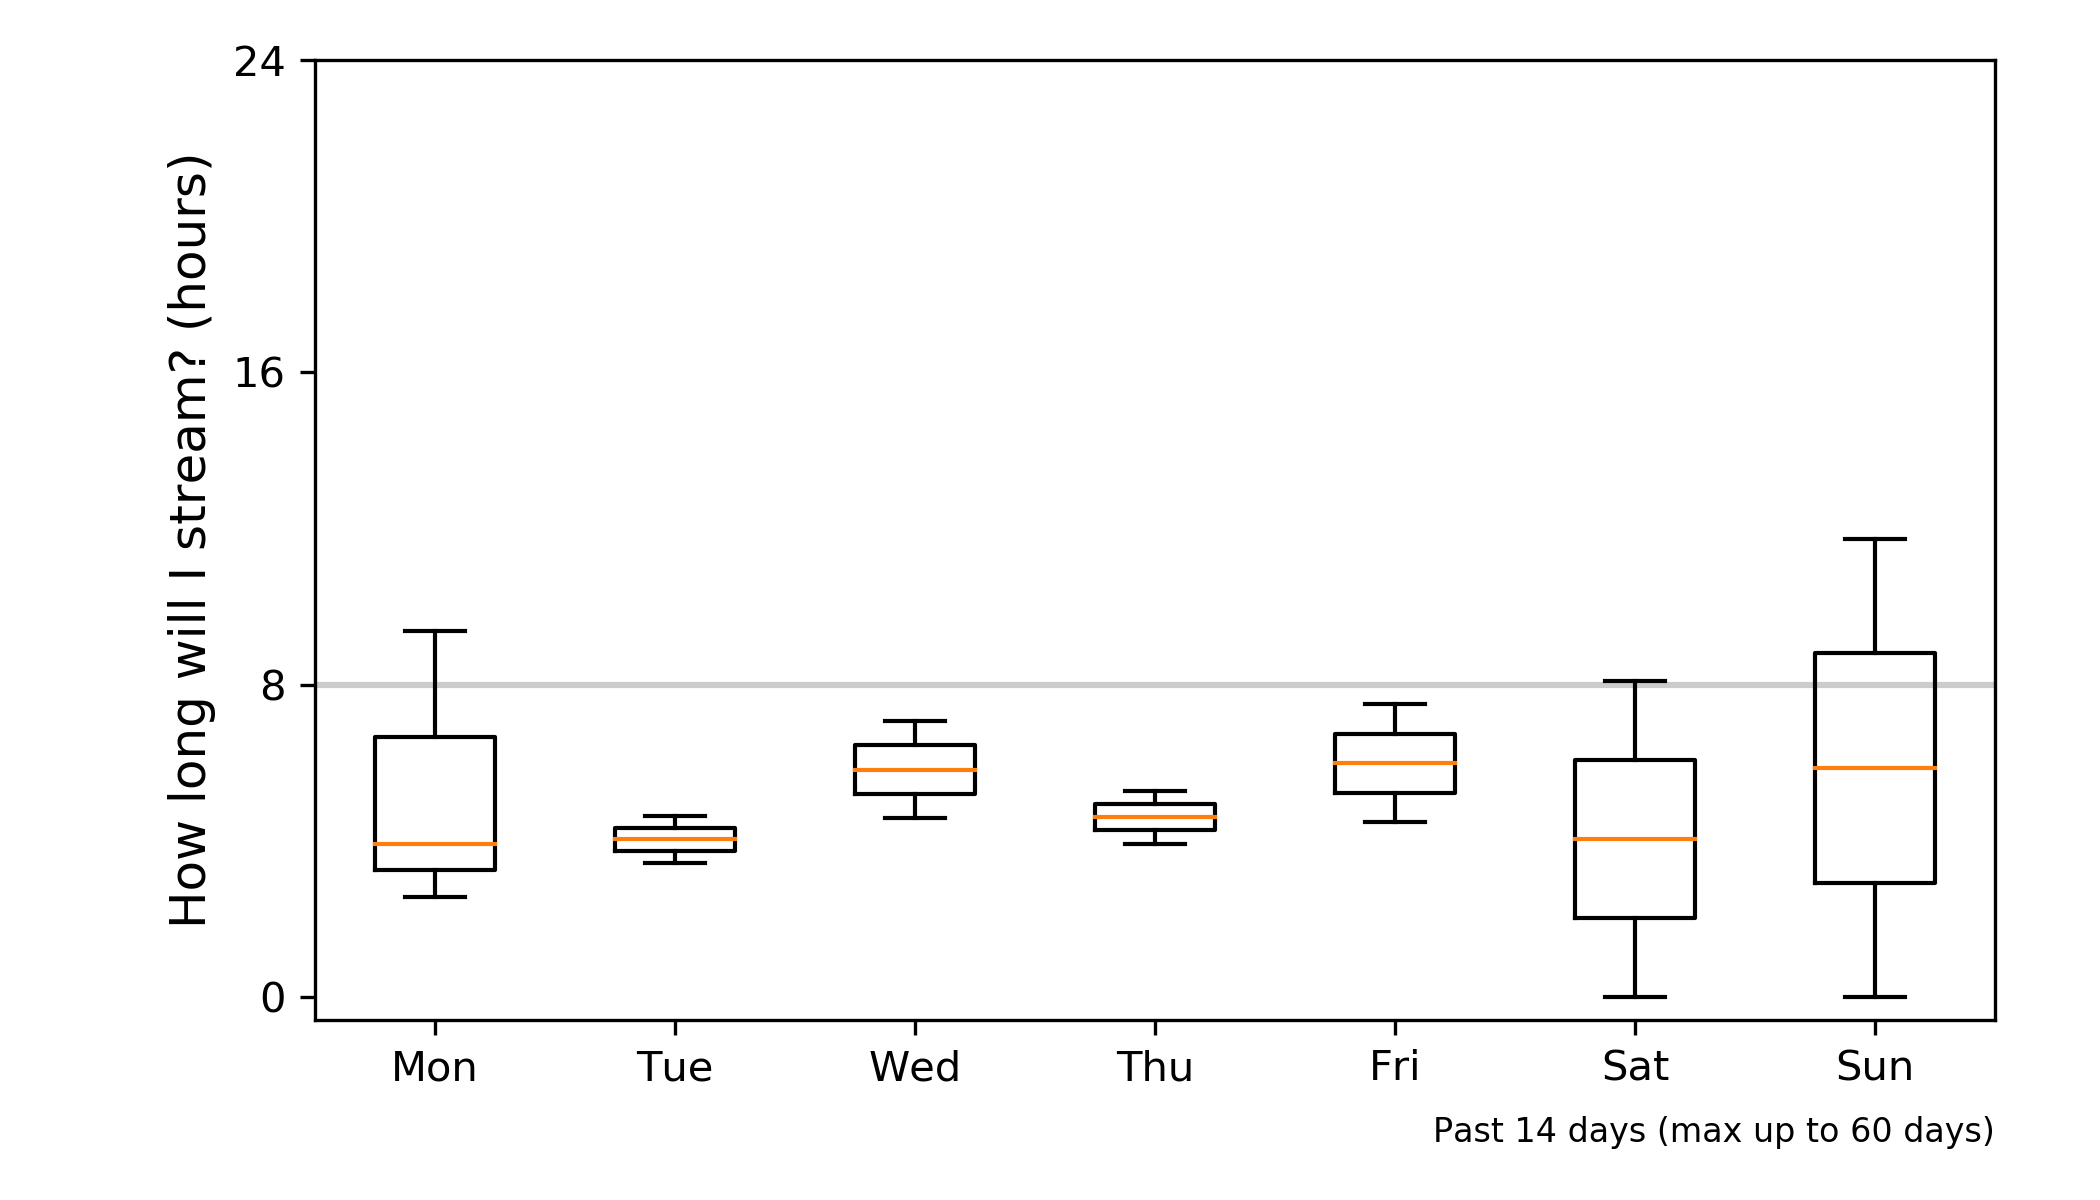 How long will I stream? (hours)
24
16
8
0
Mon Tue Wed Thu Fri Sat Sun
Past 14 days (max up to 60 days)